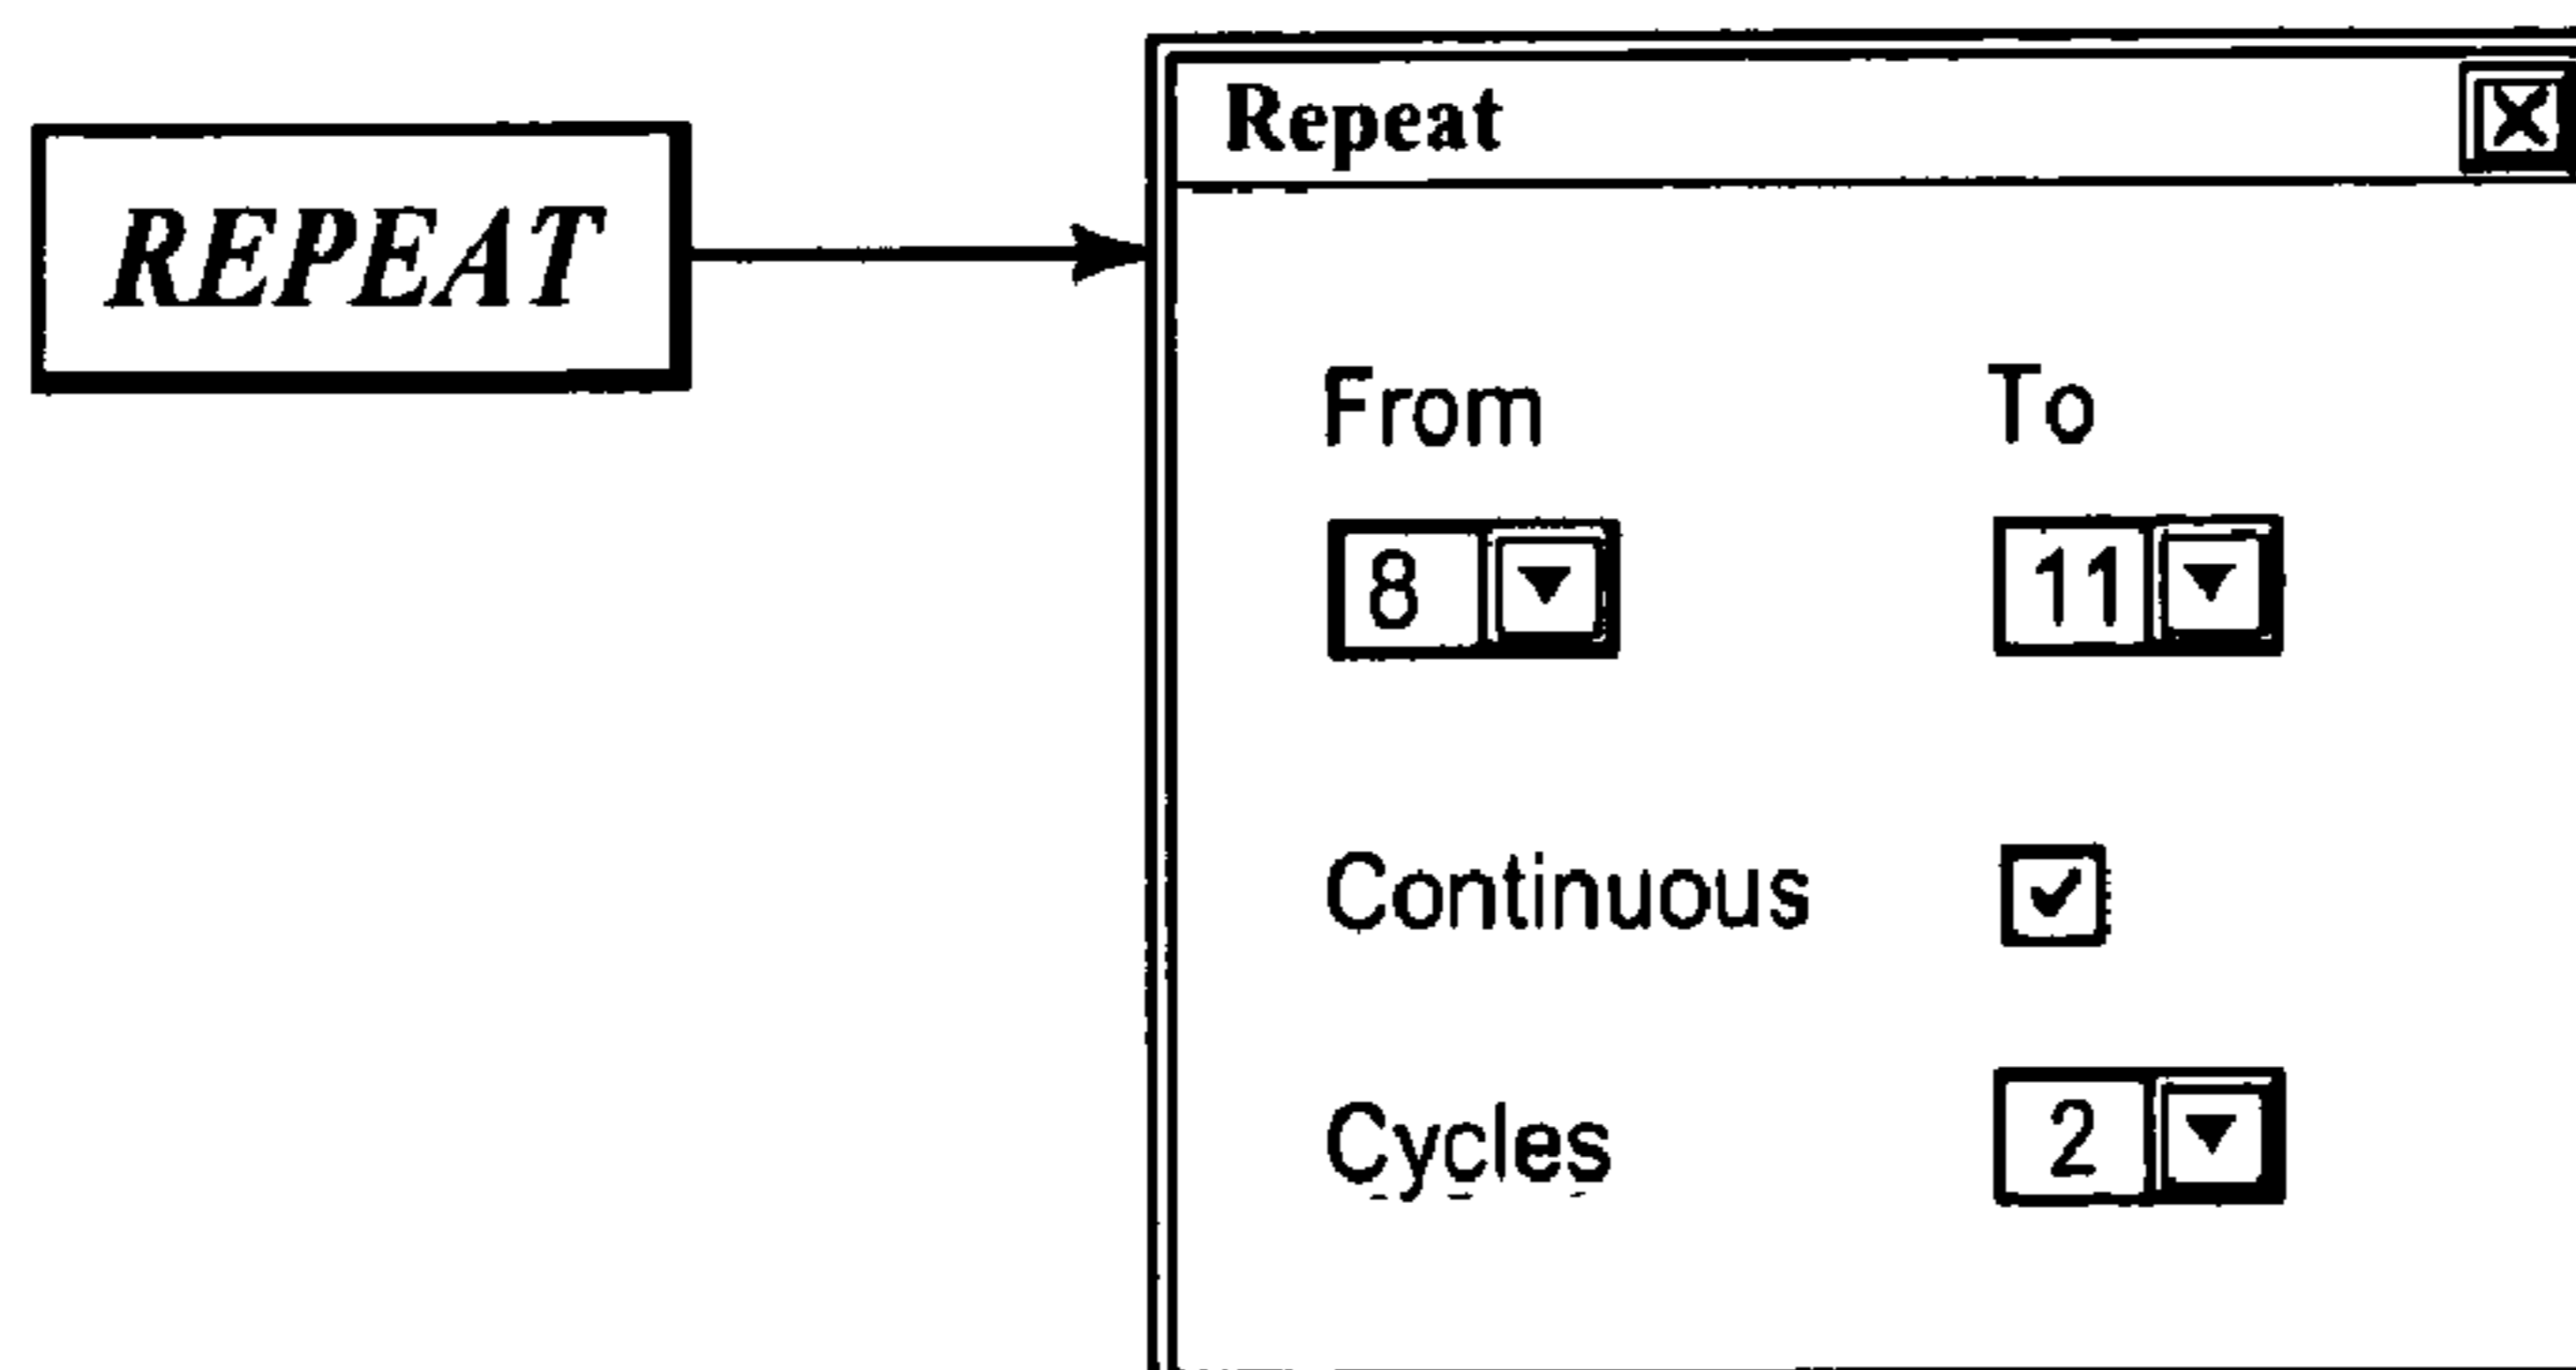 REPEAT
Repeat
From To
8 11
Continuous
Cycles 2